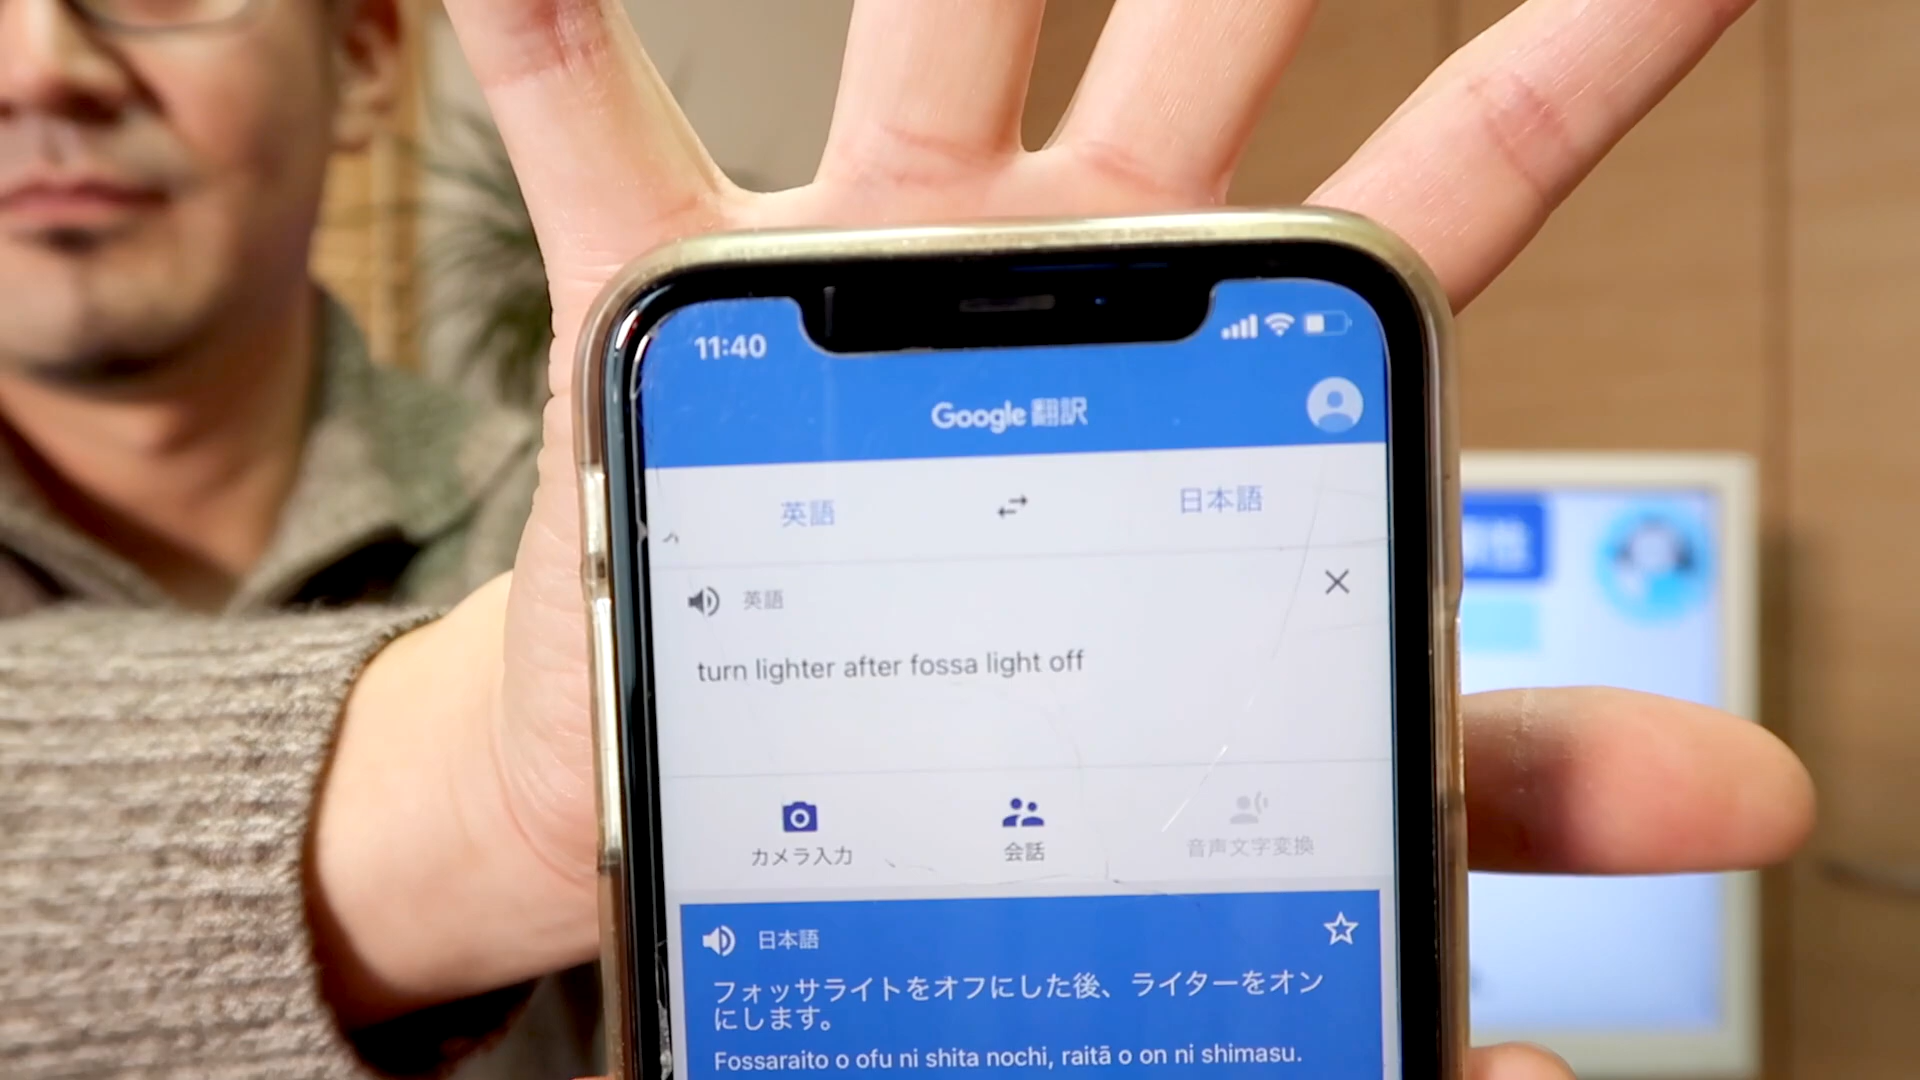 11:40
Google 翻訳
英語
日本語
英語
turn lighter after fossa light off
カメラ入力
会話
音声文字変換
日本語
フォッサライトをオフにした後、ライターをオン
にします。
Fossaraito o ofu ni shita nochi, raitā o on ni shimasu.